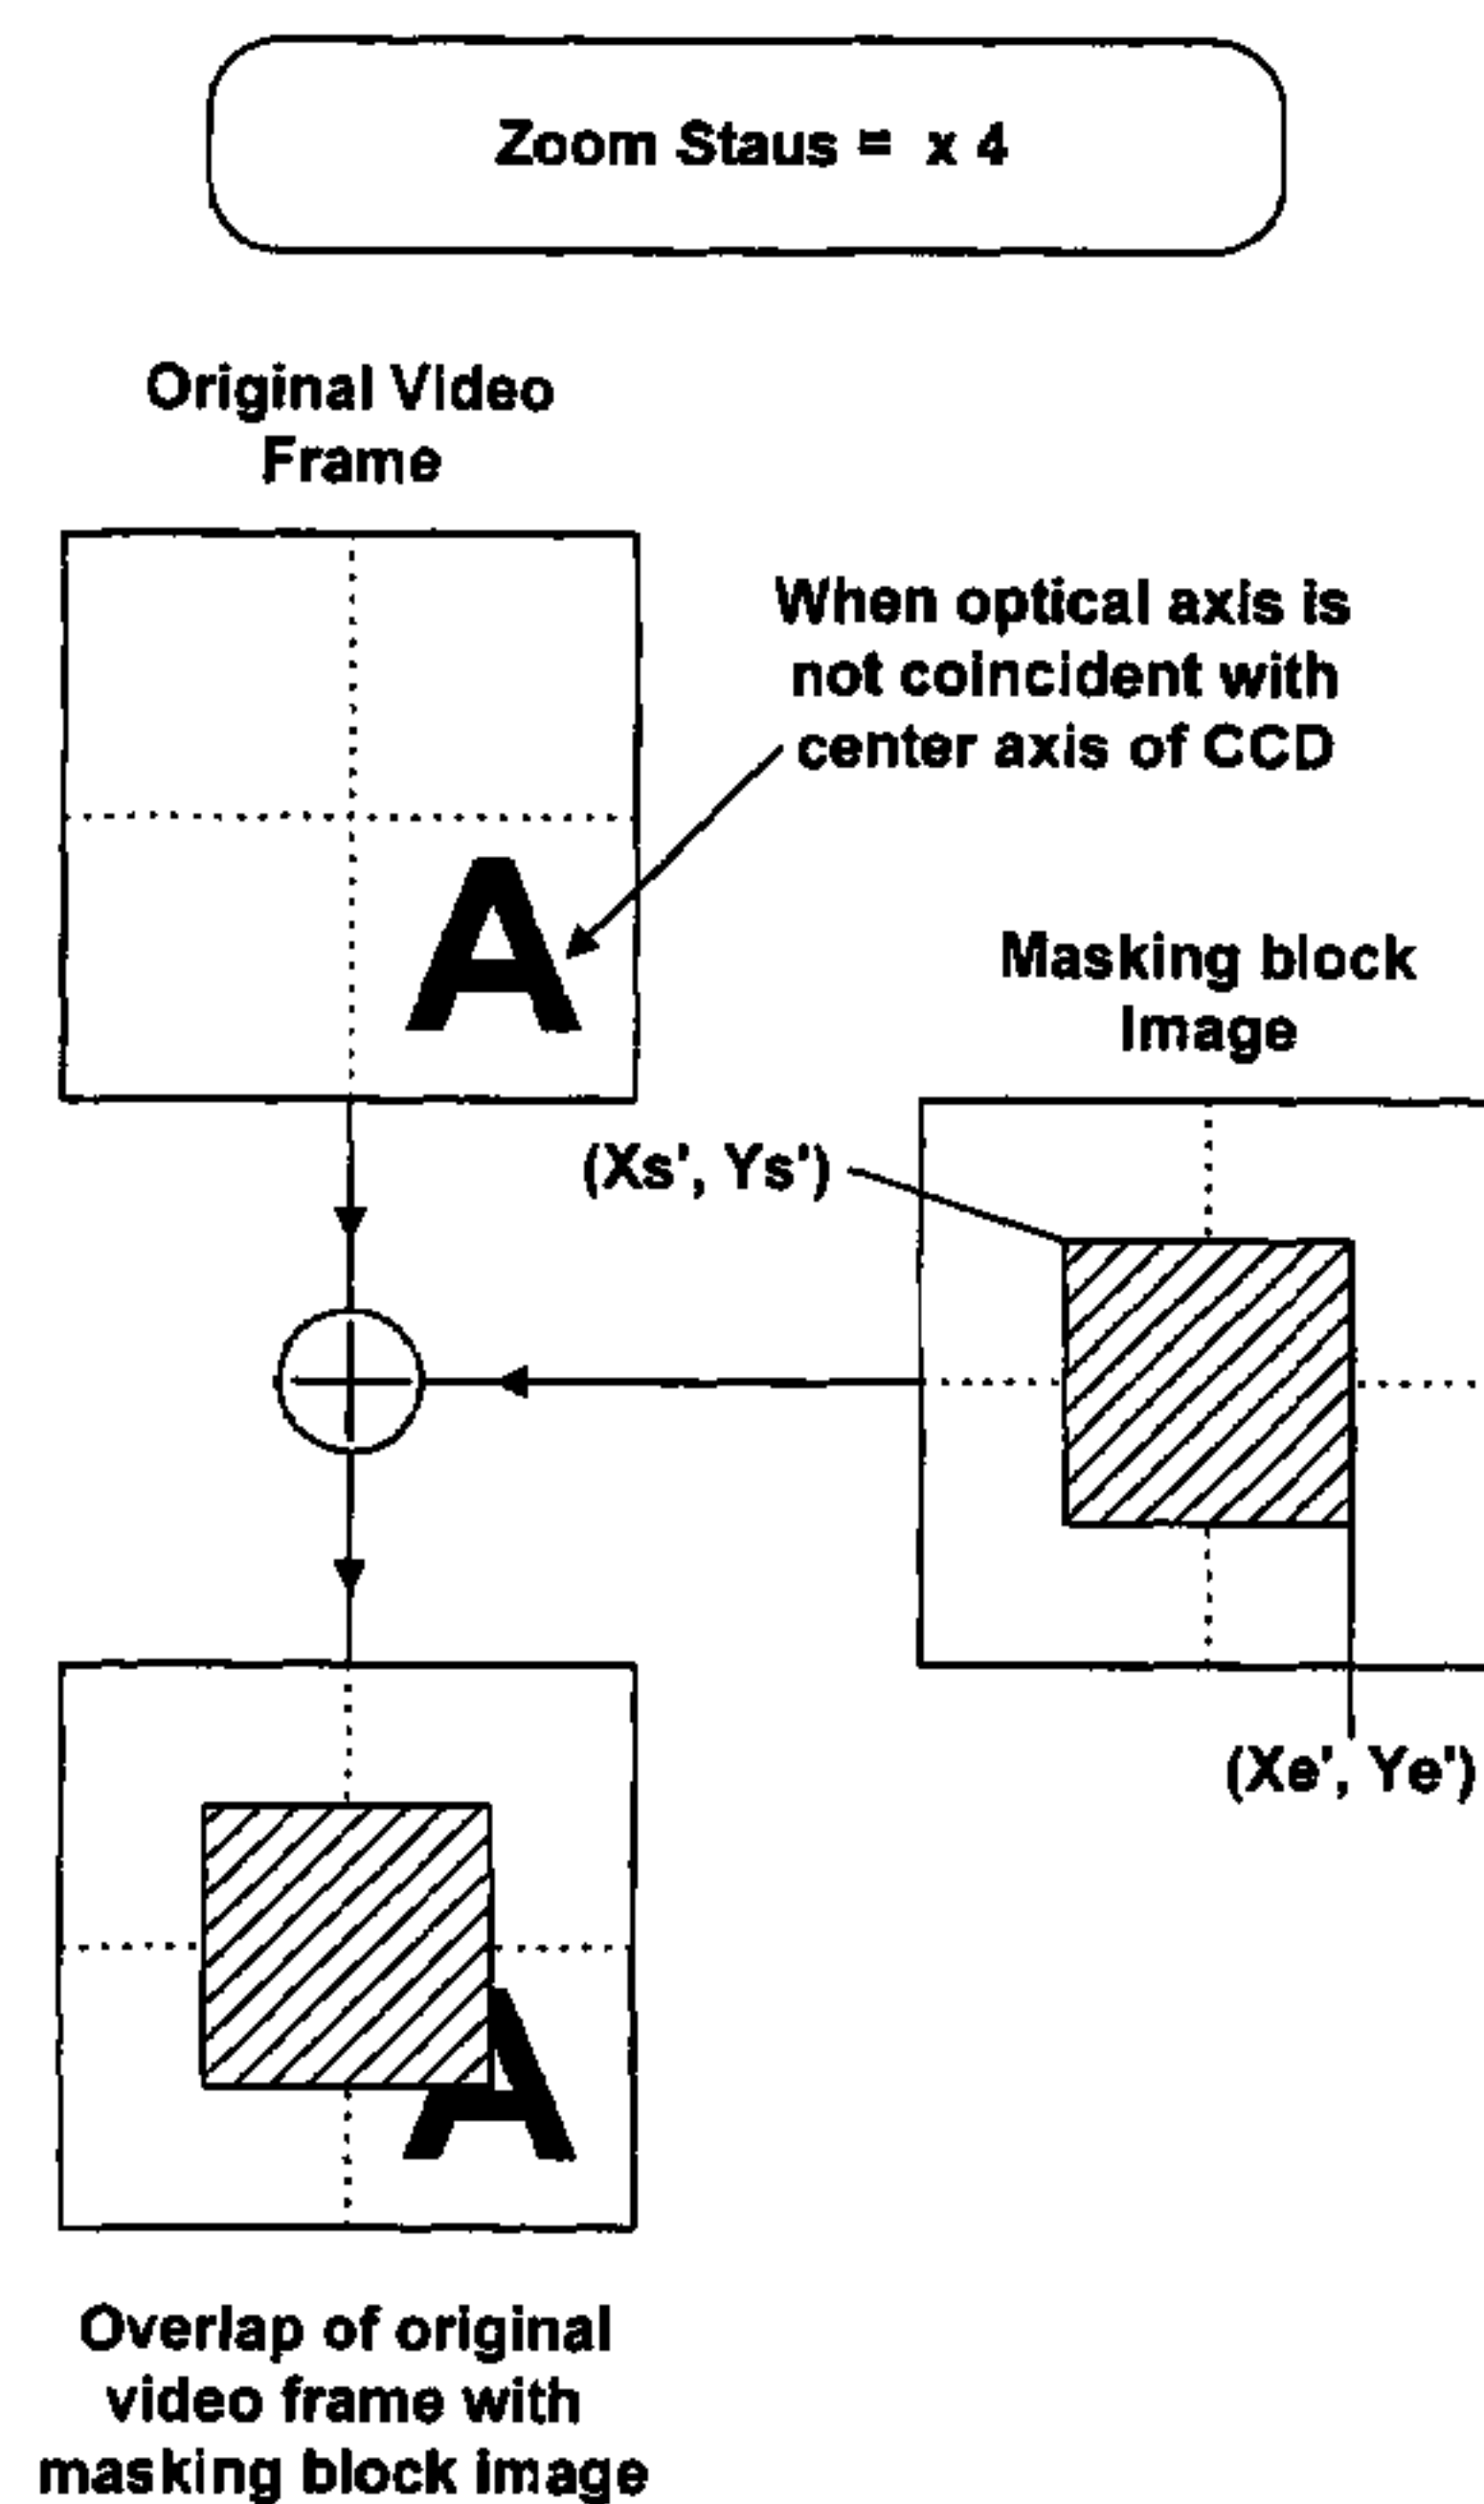 Zoom Staus = x 4
Original Video
Frame
When optical axis is
not coincident with
center axis of CCD
A
Masking block
Image
(Xs', Ys')
(Xe', Ye')
A
Overlap of original
video frame with
masking block image